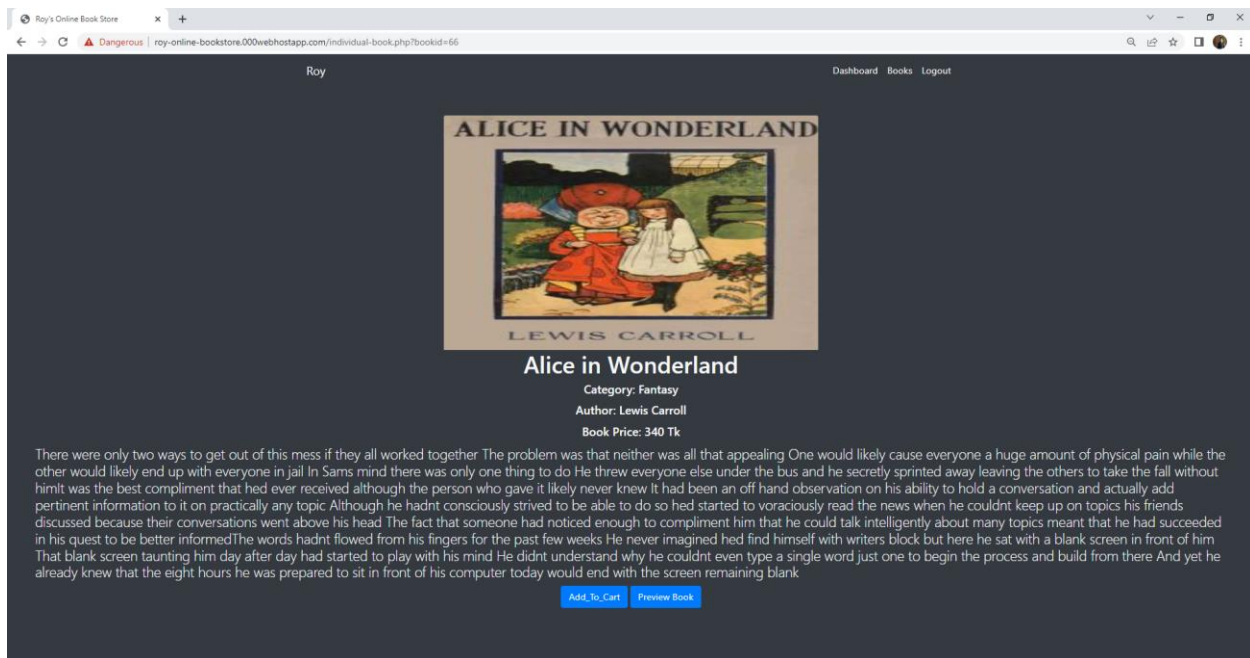 Roy's Online Book Store
Dangerous
roy-online-bookstore.000webhostapp.com/individual-book.php?bookid=66
Roy
Dashboard Books Logout
ALICE IN WONDERLAND
LEWIS CARROLL
Alice in Wonderland
Category: Fantasy
Author: Lewis Carroll
Book Price: 340 Tk
There were only two ways to get out of this mess if they all worked together The problem was that neither was all that appealing One would likely cause everyone a huge amount of physical pain while the
other would likely end up with everyone in jail In Sams mind there was only one thing to do He threw everyone else under the bus and he secretly sprinted away leaving the others to take the fall without
himIt was the best compliment that hed ever received although the person who gave it likely never knew It had been an off hand observation on his ability to hold a conversation and actually add
pertinent information to it on practically any topic Although he hadnt consciously strived to be able to do so hed started to voraciously read the news when he couldnt keep up on topics his friends
discussed because their conversations went above his head The fact that someone had noticed enough to compliment him that he could talk intelligently about many topics meant that he had succeeded
in his quest to be better informedThe words hadnt flowed from his fingers for the past few weeks He never imagined hed find himself with writers block but here he sat with a blank screen in front of him
That blank screen taunting him day after day had started to play with his mind He didnt understand why he couldnt even type a single word just one to begin the process and build from there And yet he
already knew that the eight hours he was prepared to sit in front of his computer today would end with the screen remaining blank
Add_To_Cart Preview Book